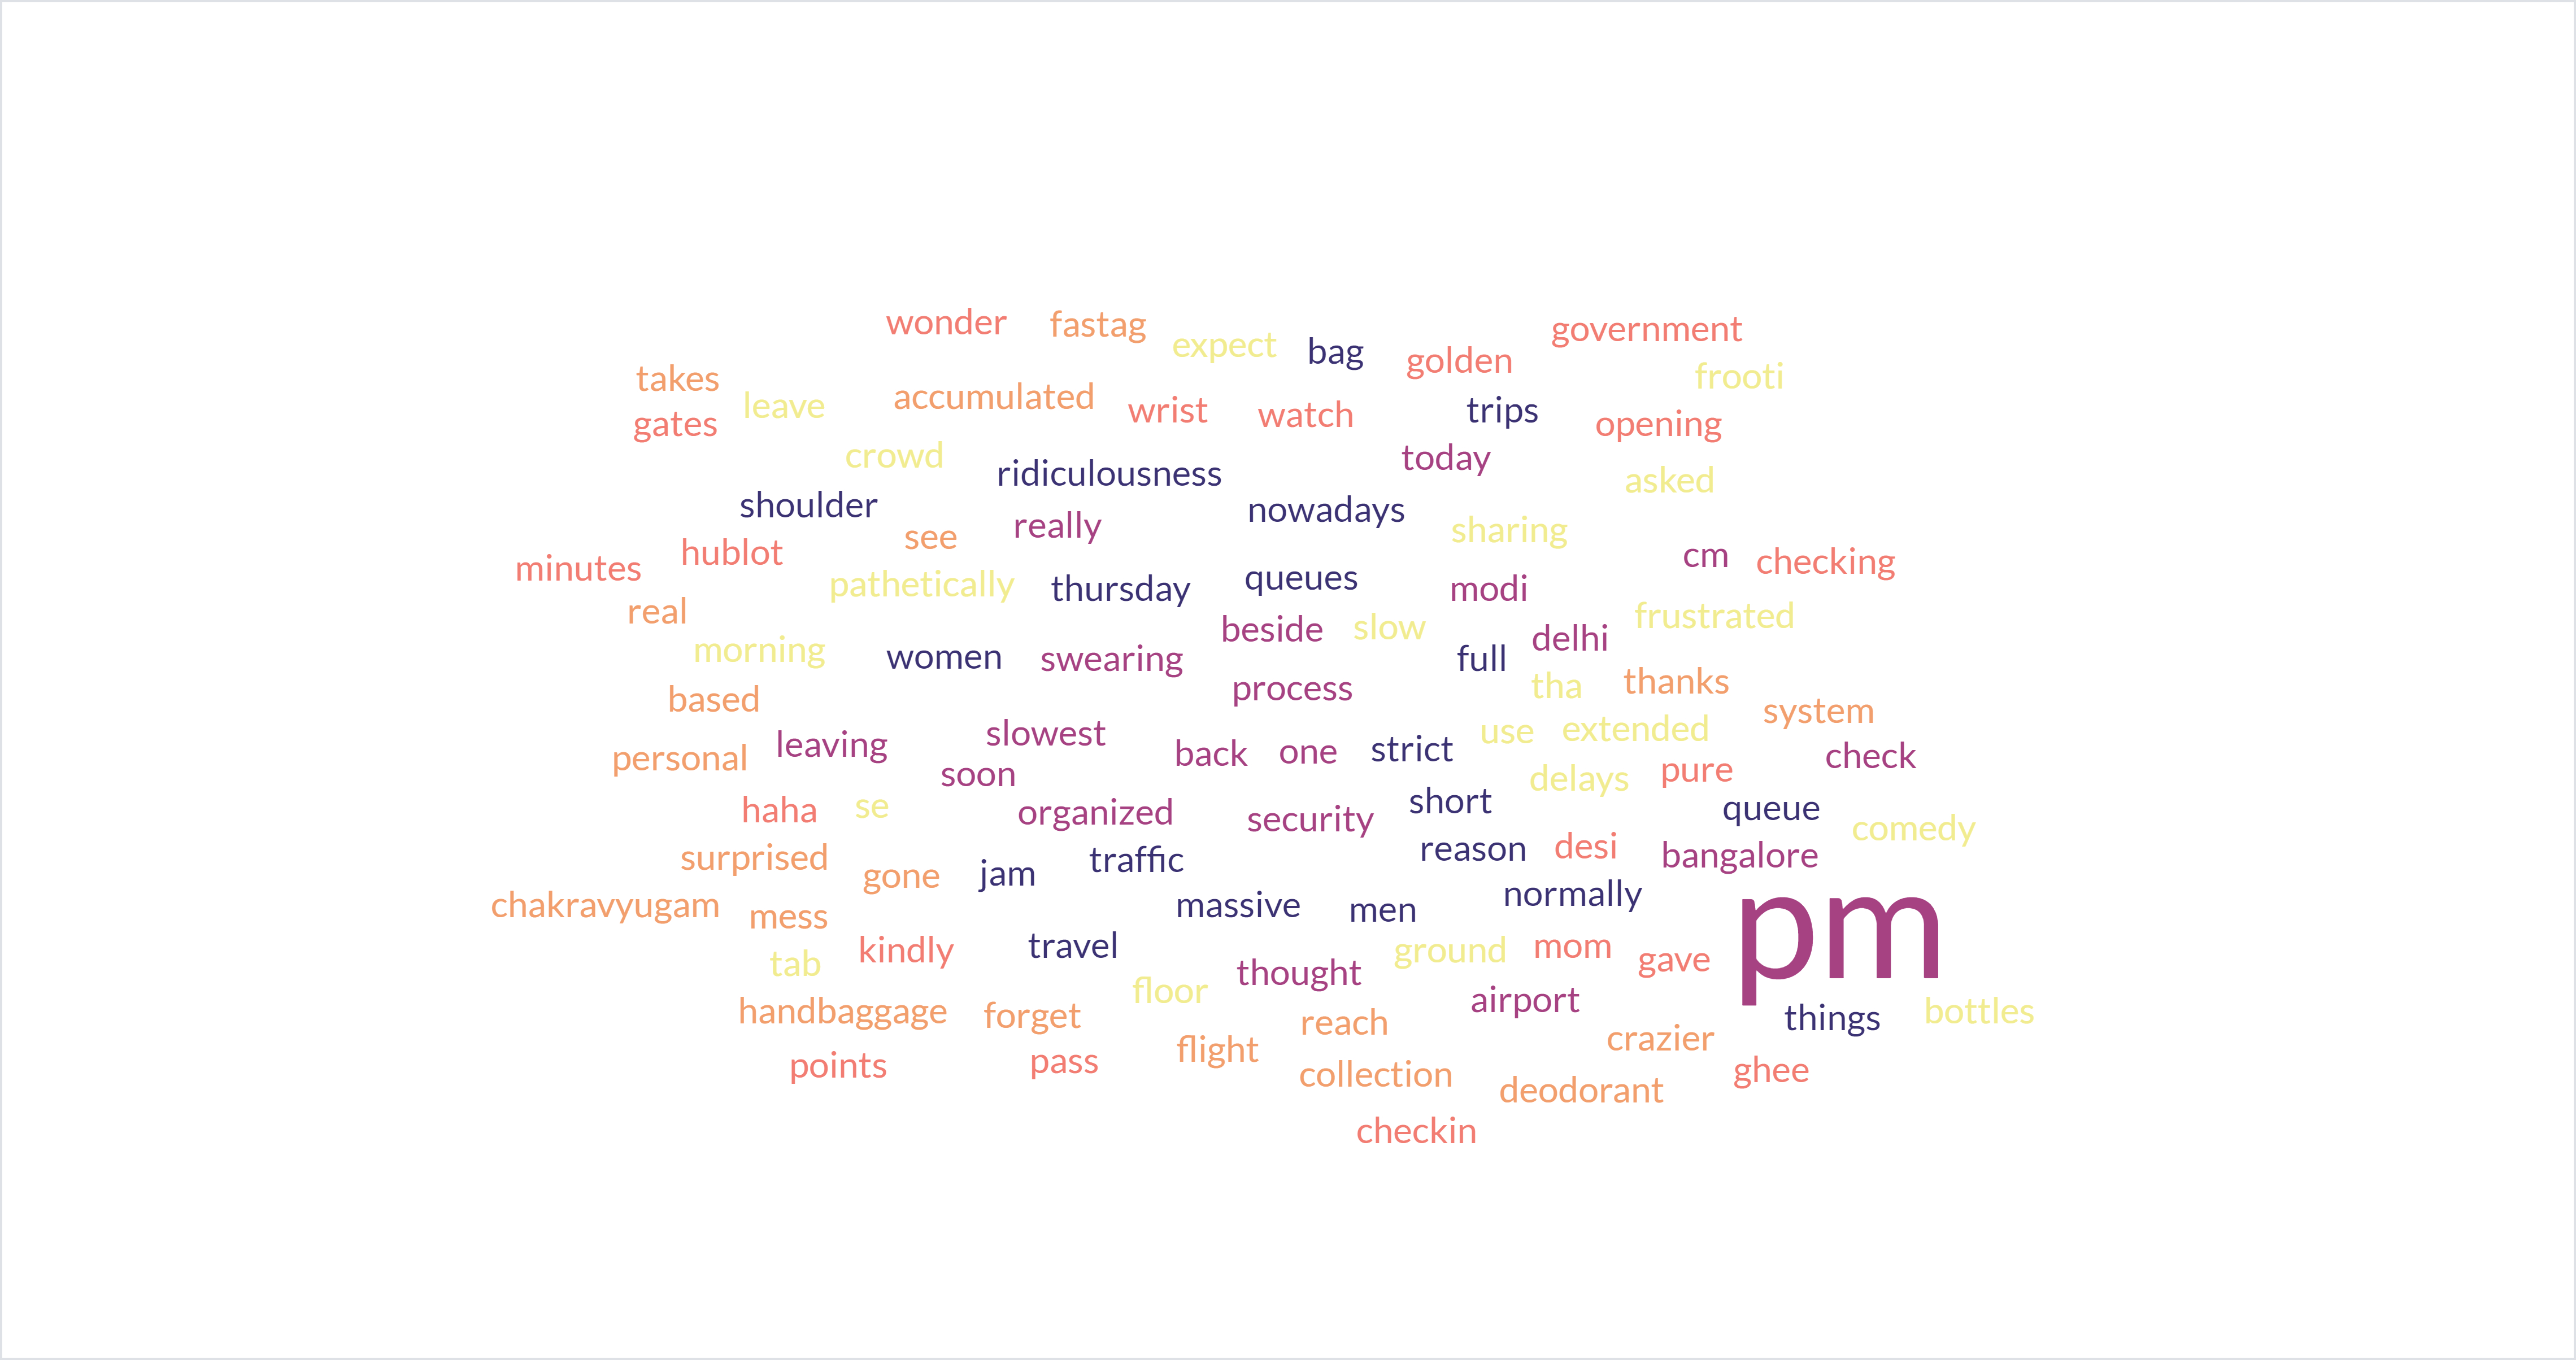 wonder fastag expect bag golden government
takes leave accumulated wrist watch trips frooti
gates crowd ridiculousness today opening
shoulder see really nowadays sharing asked
minutes hublot pathetically thursday queues modi cm checking
real morning women swearing beside slow full delhi frustrated
based process tha thanks
personal leaving slowest back one strict use extended system check
haha se soon organized security short delays pure queue comedy
surprised gone jam traffic reason desi bangalore
chakravyugam mess massive men normally pm
tab kindly travel thought ground mom gave
handbaggage forget floor flight reach airport crazier things bottles
points pass collection deodorant ghee
checkin